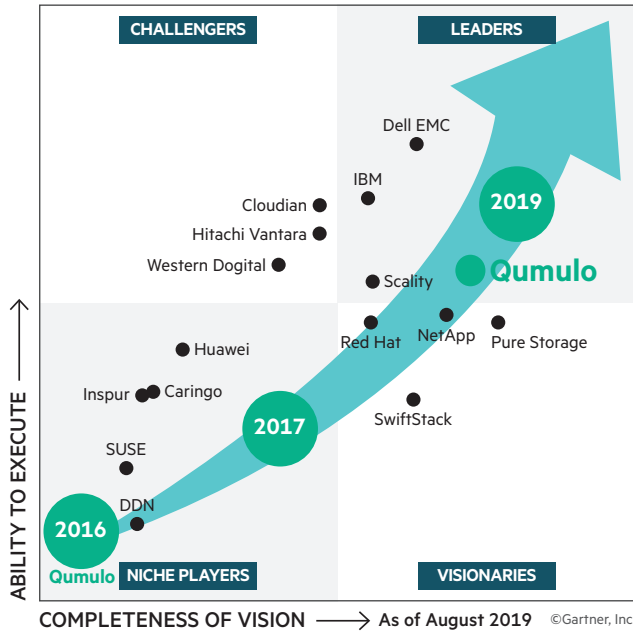 CHALLENGERS
LEADERS
Dell EMC
IBM
Cloudian
2019
Hitachi Vantara
Western Dogital
Qumulo
Scality
NetApp
Red Hat
Pure Storage
Huawei
Inspur
Caringo
SwiftStack
2017
SUSE
DDN
2016
Qumulo
NICHE PLAYERS
VISIONARIES
ABILITY TO EXECUTE
COMPLETENESS OF VISION
As of August 2019
©Gartner, Inc